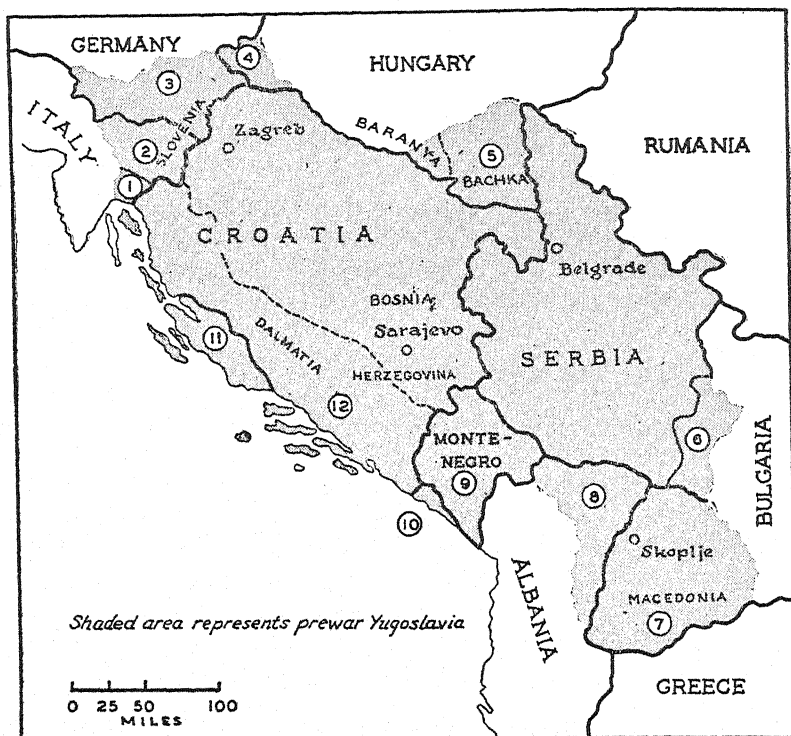 GERMANY
HUNGARY
ITALY
SLOVENIA
Zagreb
BARANYA
BACHKA
RUMANIA
CROATIA
Belgrade
BOSNIA
Sarajevo
HERZEGOVINA
DALMATIA
SERBIA
MONTE-
NEGRO
BULGARIA
ALBANIA
Skoplje
MACEDONIA
GREECE
1
2
3
4
5
6
7
8
9
10
11
12
Shaded area represents prewar Yugoslavia
0 25 50 100
MILES